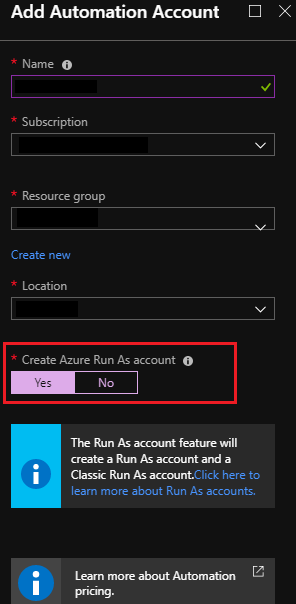 Add Automation Account
* Name
* Subscription
* Resource group
Create new
* Location
* Create Azure Run As account
Yes No
The Run As account feature will
create a Run As account and a
Classic Run As account.Click here to
learn more about Run As accounts.
Learn more about Automation
pricing.